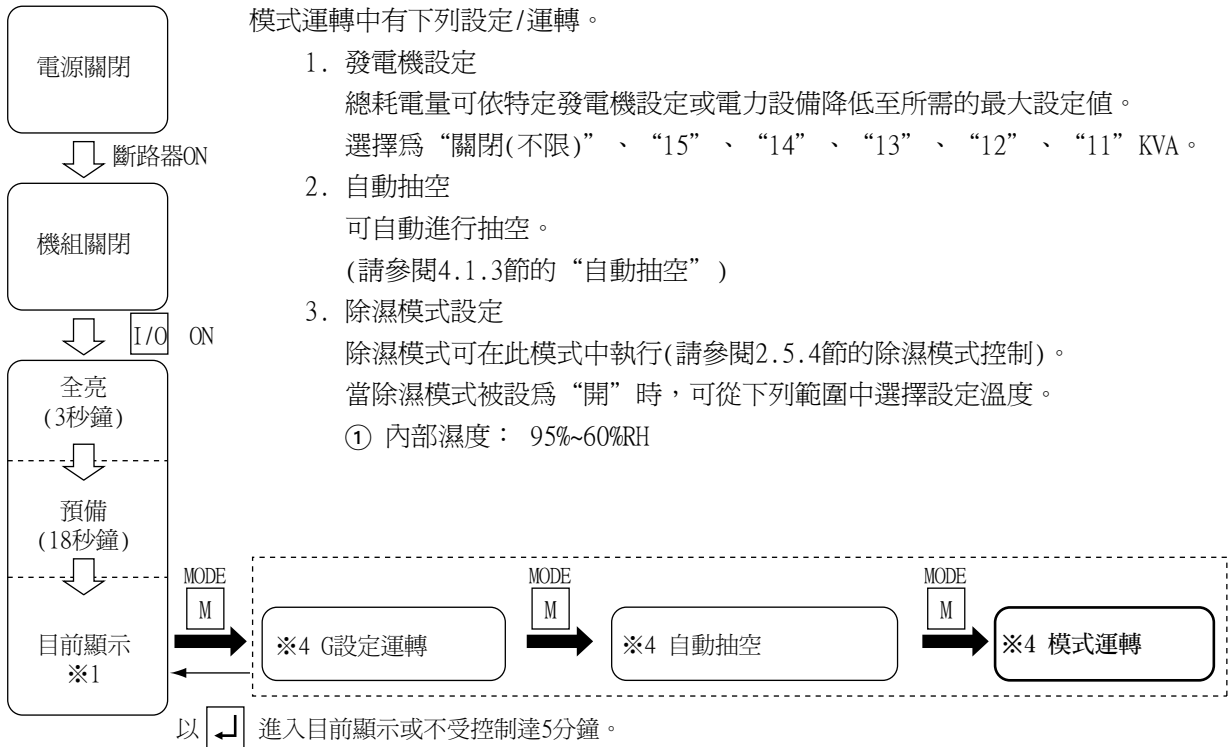 模式運轉中有下列設定/運轉。
1. 發電機設定
總耗電量可依特定發電機設定或電力設備降低至所需的最大設定値。
選擇爲“關閉(不限)”、“15”、“14”、“13”、“12”、“11”KVA。
2. 自動抽空
可自動進行抽空。
(請參閱4.1.3節的“自動抽空”)
3. 除濕模式設定
除濕模式可在此模式中執行(請參閱2.5.4節的除濕模式控制)。
當除濕模式被設爲“開”時，可從下列範圍中選擇設定溫度。
① 內部濕度： 95%~60%RH
電源關閉
斷路器ON
機組關閉
I/O ON
全亮
(3秒鐘)
預備
(18秒鐘)
目前顯示
※1
MODE
M
※4 G設定運轉
MODE
M
※4 自動抽空
MODE
M
※4 模式運轉
以 ↵ 進入目前顯示或不受控制達5分鐘。